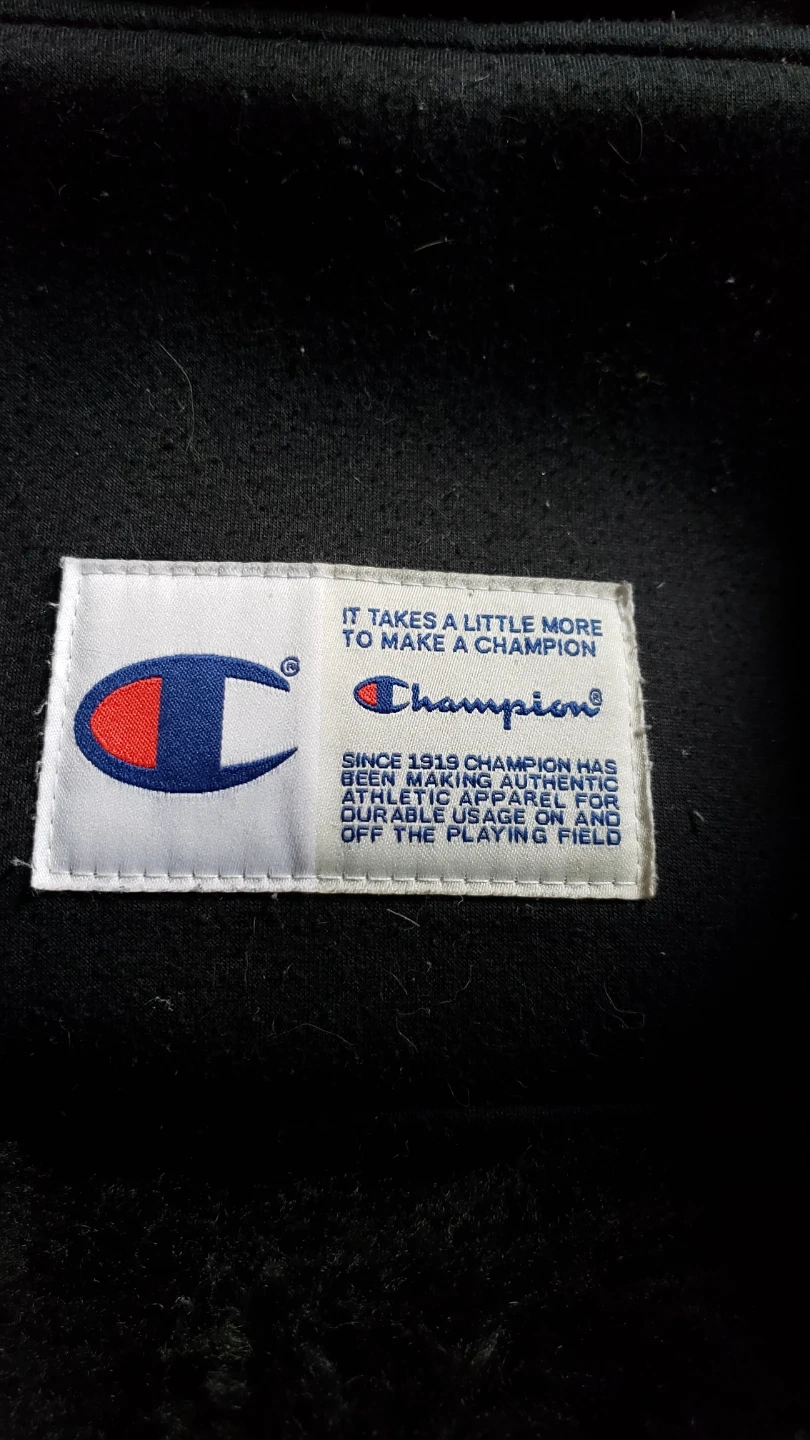 ®
IT TAKES A LITTLE MORE
TO MAKE A CHAMPION
Champion®
SINCE 1919 CHAMPION HAS
BEEN MAKING AUTHENTIC
ATHLETIC APPAREL FOR
DURABLE USAGE ON AND
OFF THE PLAYING FIELD